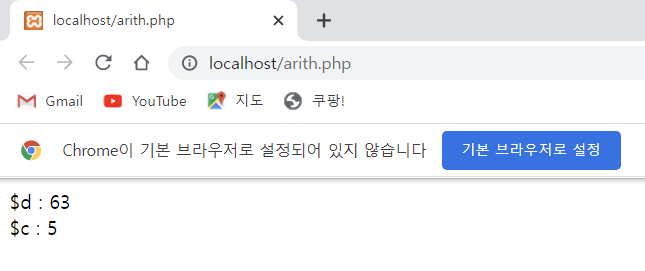 localhost/arith.php
localhost/arith.php
Gmail YouTube 지도 쿠팡!
Chrome이 기본 브라우저로 설정되어 있지 않습니다 기본 브라우저로 설정
$d : 63
$c : 5